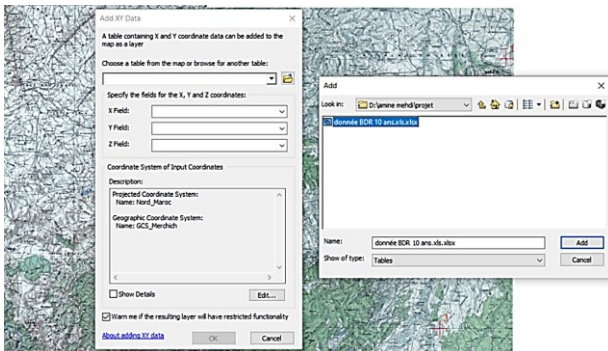 Add XY Data
A table containing X and Y coordinate data can be added to the
map as a layer
Choose a table from the map or browse for another table:
Specify the fields for the X, Y and Z coordinates:
X Field:
Y Field:
Z Field:
Coordinate System of Input Coordinates
Description:
Projected Coordinate System:
Name: Nord_Maroc
Geographic Coordinate System:
Name: GCS_Merchich
Show Details
Edit...
Warn me if the resulting layer will have restricted functionality
About adding XY data
OK
Cancel
Add
Look in:
D:\amine mehdi\projet
donnée BDR 10 ans.xls.xlsx
Name:
donnée BDR 10 ans.xls.xlsx
Add
Show of type:
Tables
Cancel